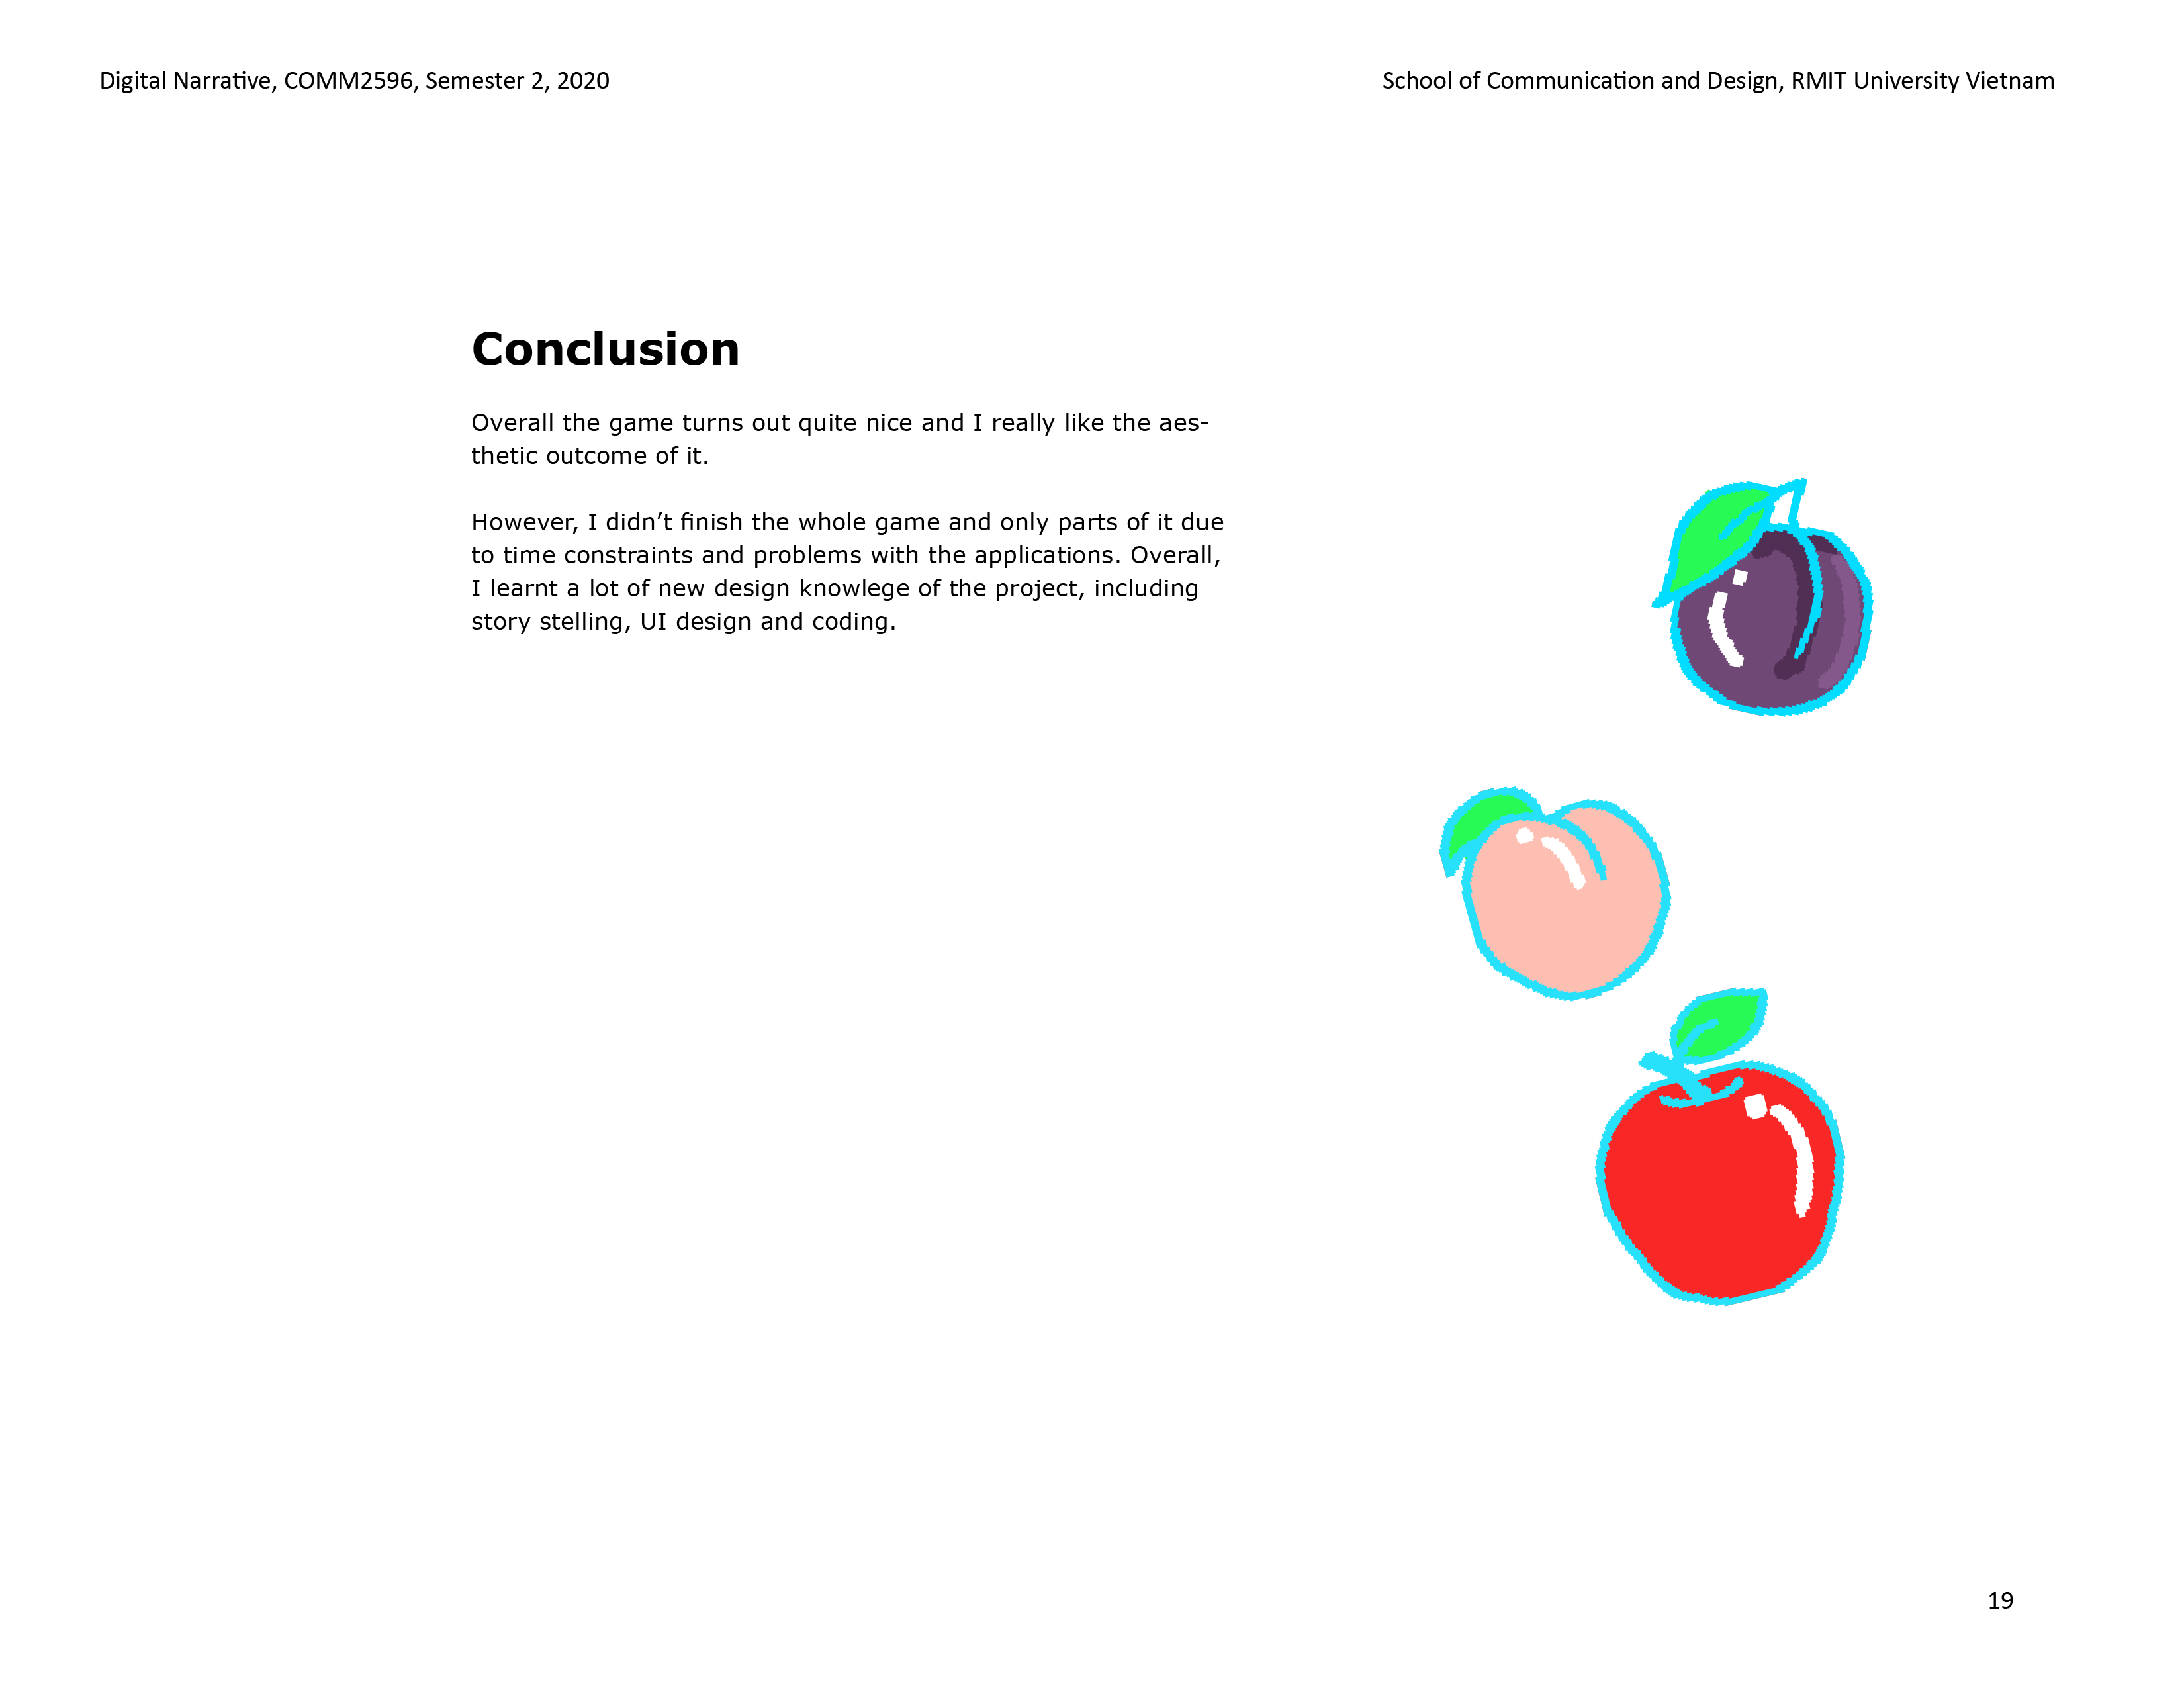 Digital Narrative, COMM2596, Semester 2, 2020
School of Communication and Design, RMIT University Vietnam
Conclusion
Overall the game turns out quite nice and I really like the aes-
thetic outcome of it.
However, I didn’t finish the whole game and only parts of it due
to time constraints and problems with the applications. Overall,
I learnt a lot of new design knowlege of the project, including
story stelling, UI design and coding.
19